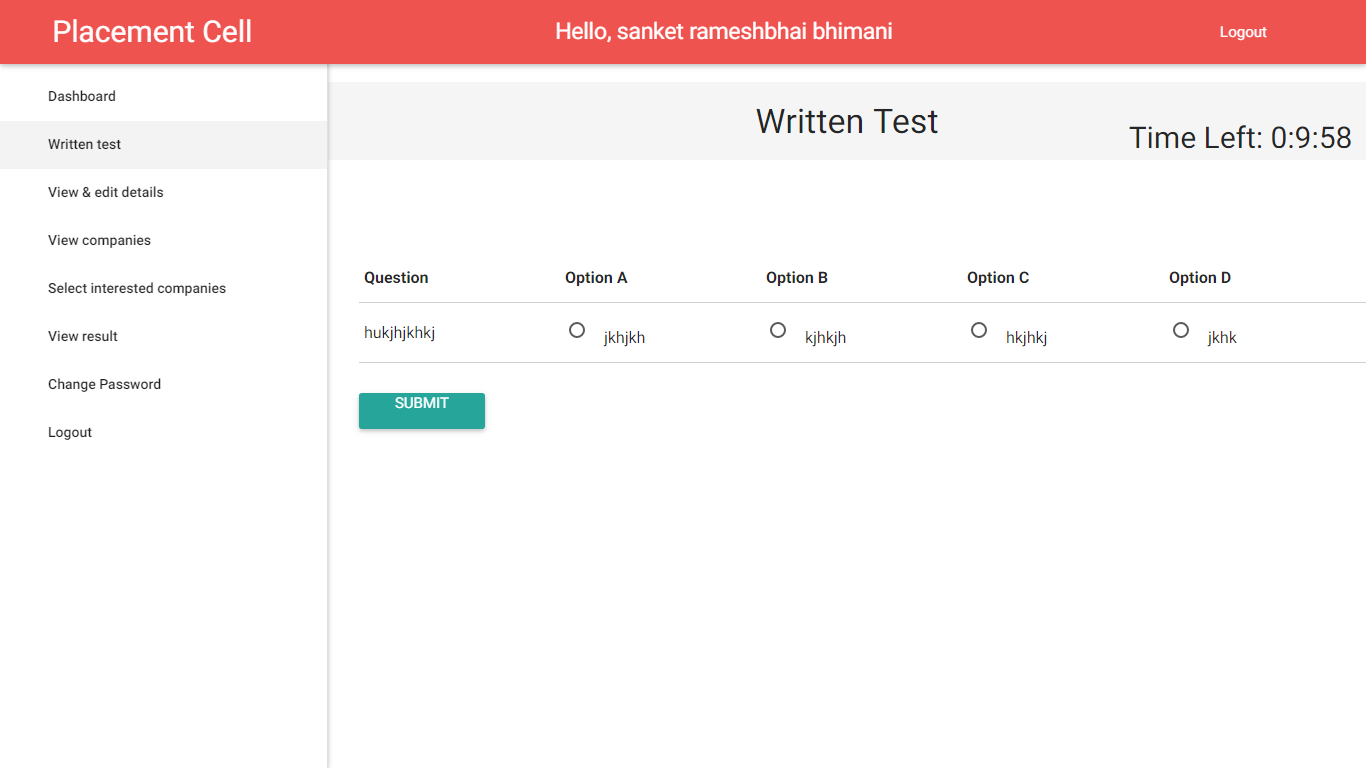 Placement Cell
Hello, sanket rameshbhai bhimani
Logout
Dashboard
Written test
View & edit details
View companies
Select interested companies
View result
Change Password
Logout
Written Test
Time Left: 0:9:58
Question Option A Option B Option C Option D
hukjhjkhkj jkhjkh kjhkjh hkjhkj jkhk
SUBMIT